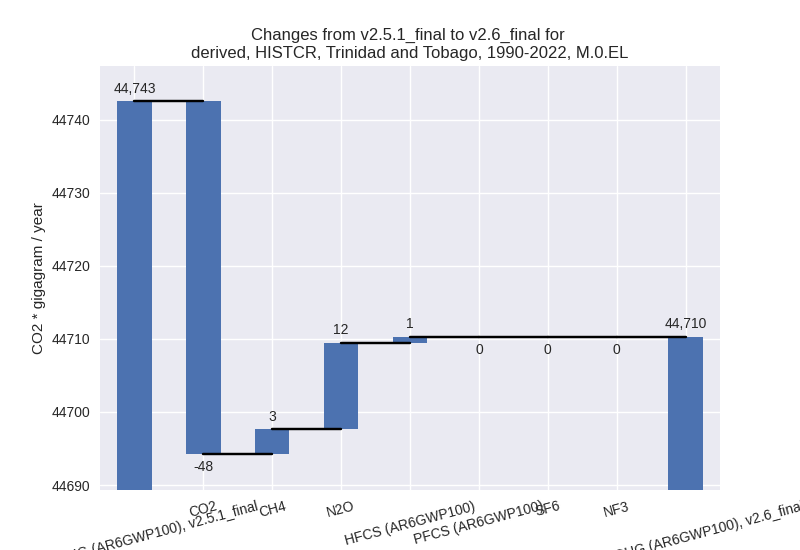 Changes from v2.5.1_final to v2.6_final for
derived, HISTCR, Trinidad and Tobago, 1990-2022, M.0.EL
CO2 * gigagram / year
44740
44730
44720
44710
44700
44690
44,743
-48
3
12
1
0
0
0
44,710
(AR6GWP100), v2.5.1_final
CO2
CH4
N2O
HFCS (AR6GWP100)
PFCS (AR6GWP100)
SF6
NF3
(AR6GWP100), v2.6_final